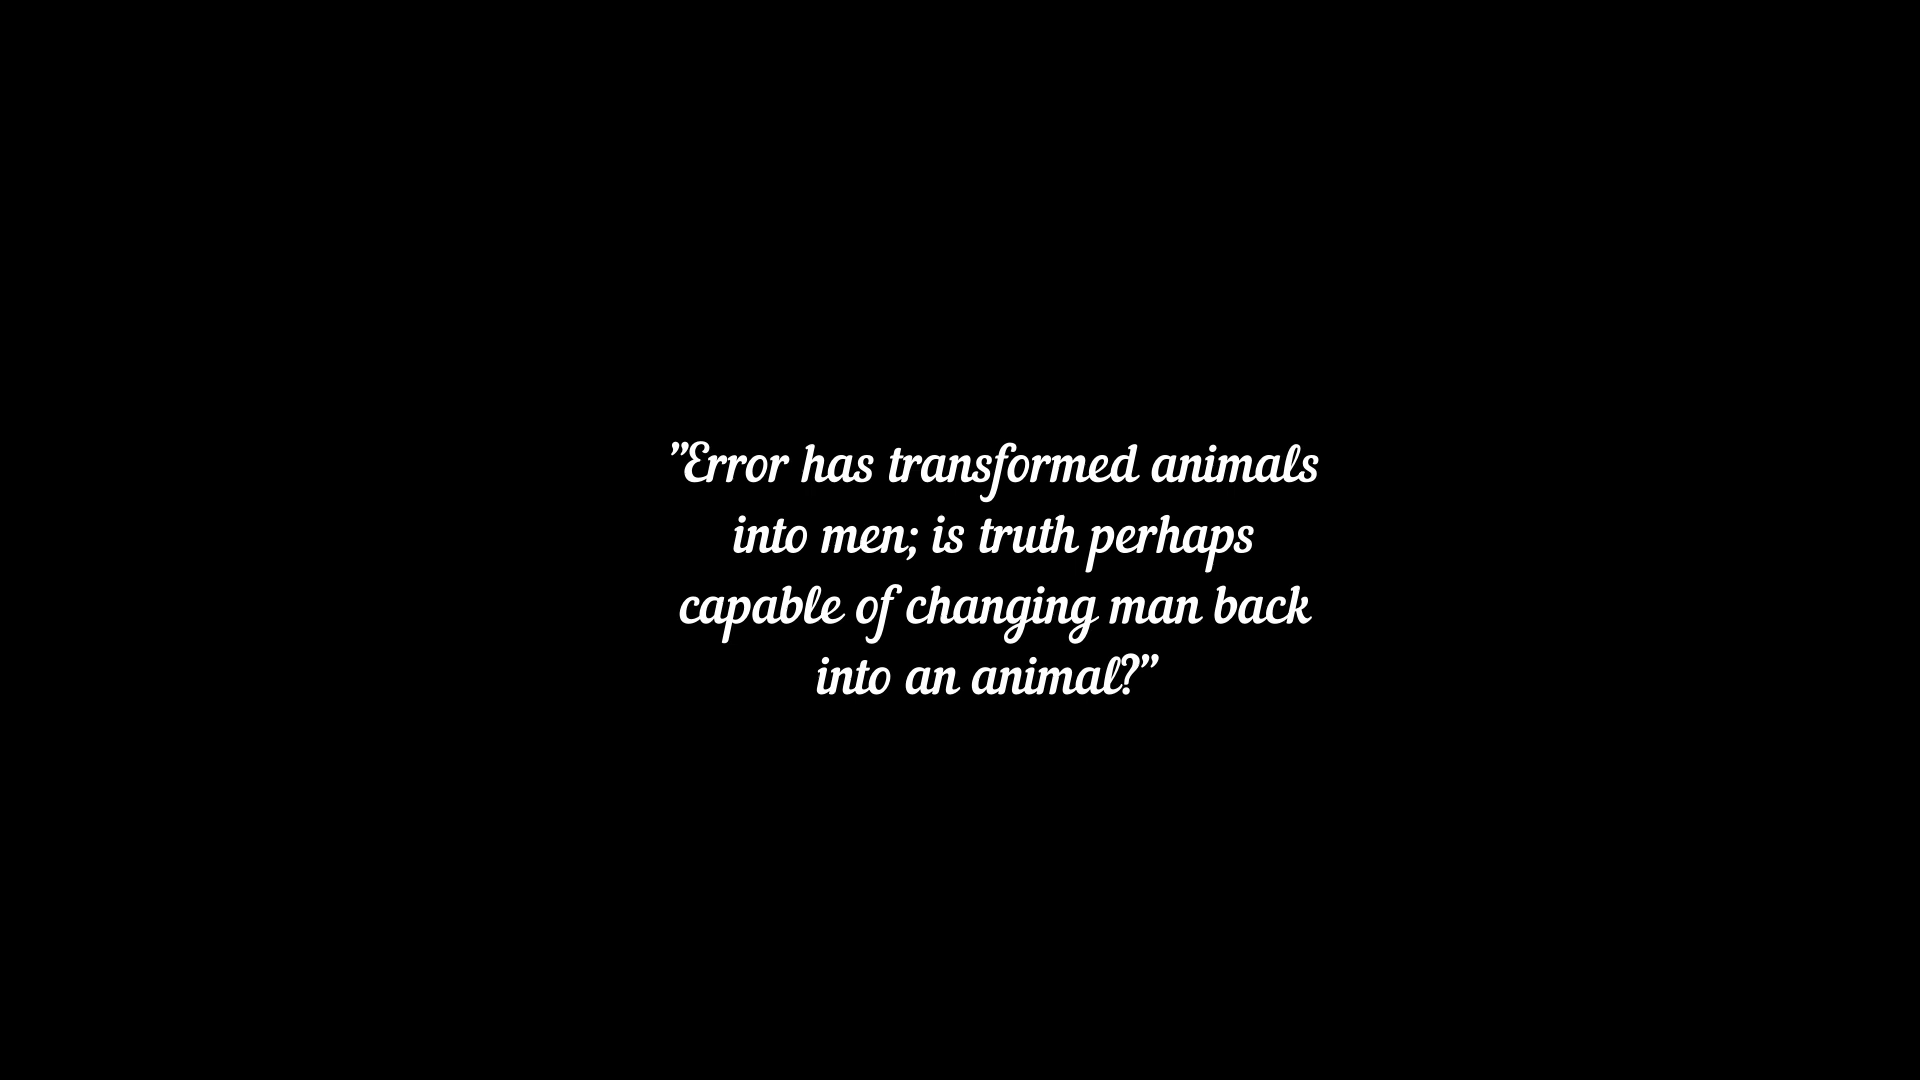 ”Error has transformed animals
into men; is truth perhaps
capable of changing man back
into an animal?”